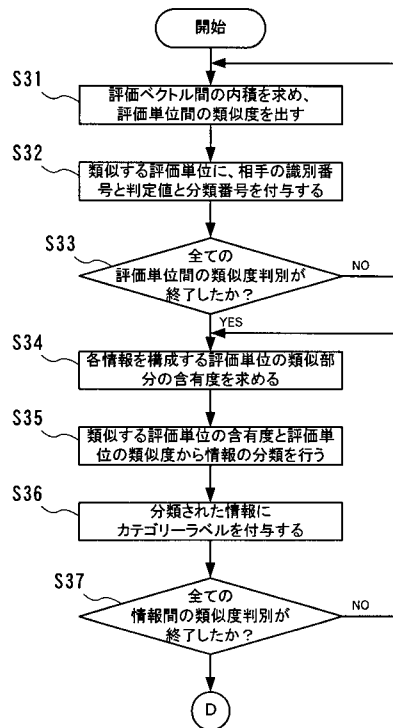 開始
S31
評価ベクトル間の内積を求め、
評価単位間の類似度を出す
S32
類似する評価単位に、相手の識別番
号と判定値と分類番号を付与する
S33
全ての
評価単位間の類似度判別が
終了したか？
NO
YES
S34
各情報を構成する評価単位の類似部
分の含有度を求める
S35
類似する評価単位の含有度と評価単
位の類似度から情報の分類を行う
S36
分類された情報に
カテゴリーラベルを付与する
S37
全ての
情報間の類似度判別が
終了したか？
NO
D